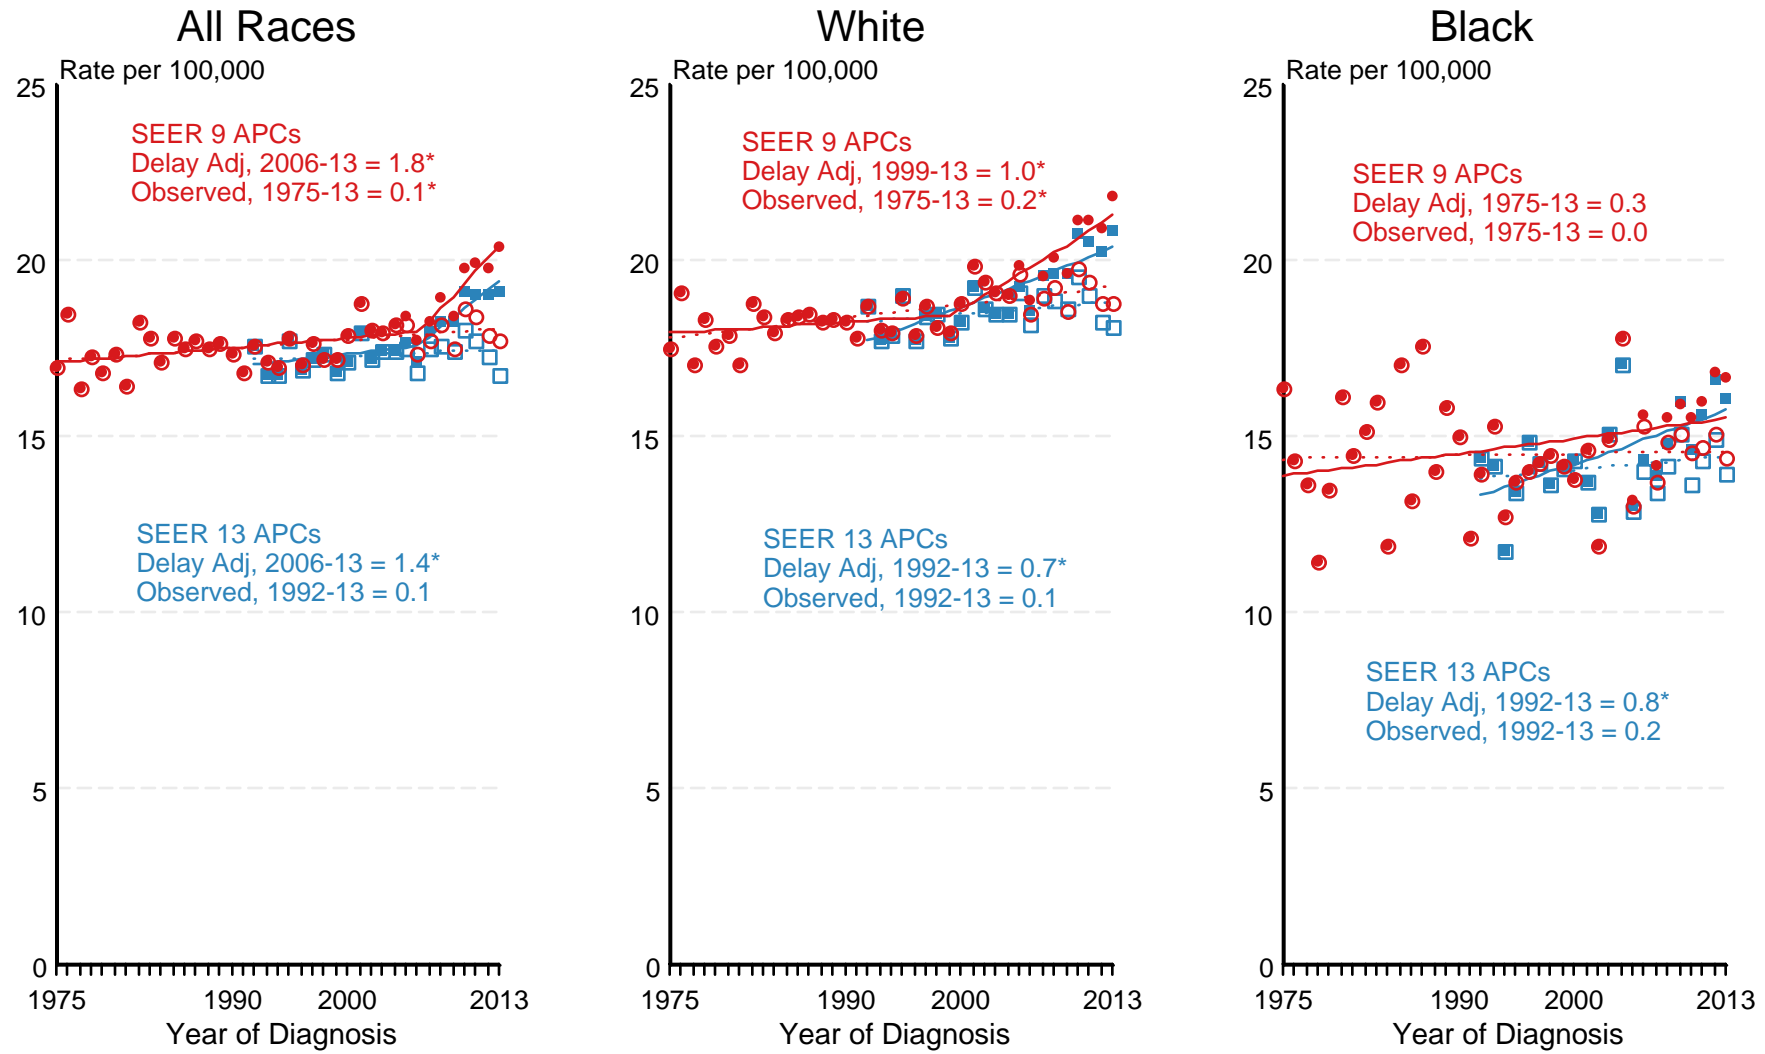 All Races
Rate per 100,000
25
20
15
10
5
0
SEER 9 APCs
Delay Adj, 2006-13 = 1.8*
Observed, 1975-13 = 0.1*
SEER 13 APCs
Delay Adj, 2006-13 = 1.4*
Observed, 1992-13 = 0.1
1975 1990 2000 2013
Year of Diagnosis
White
Rate per 100,000
25
20
15
10
5
0
SEER 9 APCs
Delay Adj, 1999-13 = 1.0*
Observed, 1975-13 = 0.2*
SEER 13 APCs
Delay Adj, 1992-13 = 0.7*
Observed, 1992-13 = 0.1
1975 1990 2000 2013
Year of Diagnosis
Black
Rate per 100,000
25
20
15
10
5
0
SEER 9 APCs
Delay Adj, 1975-13 = 0.3
Observed, 1975-13 = 0.0
SEER 13 APCs
Delay Adj, 1992-13 = 0.8*
Observed, 1992-13 = 0.2
1975 1990 2000 2013
Year of Diagnosis